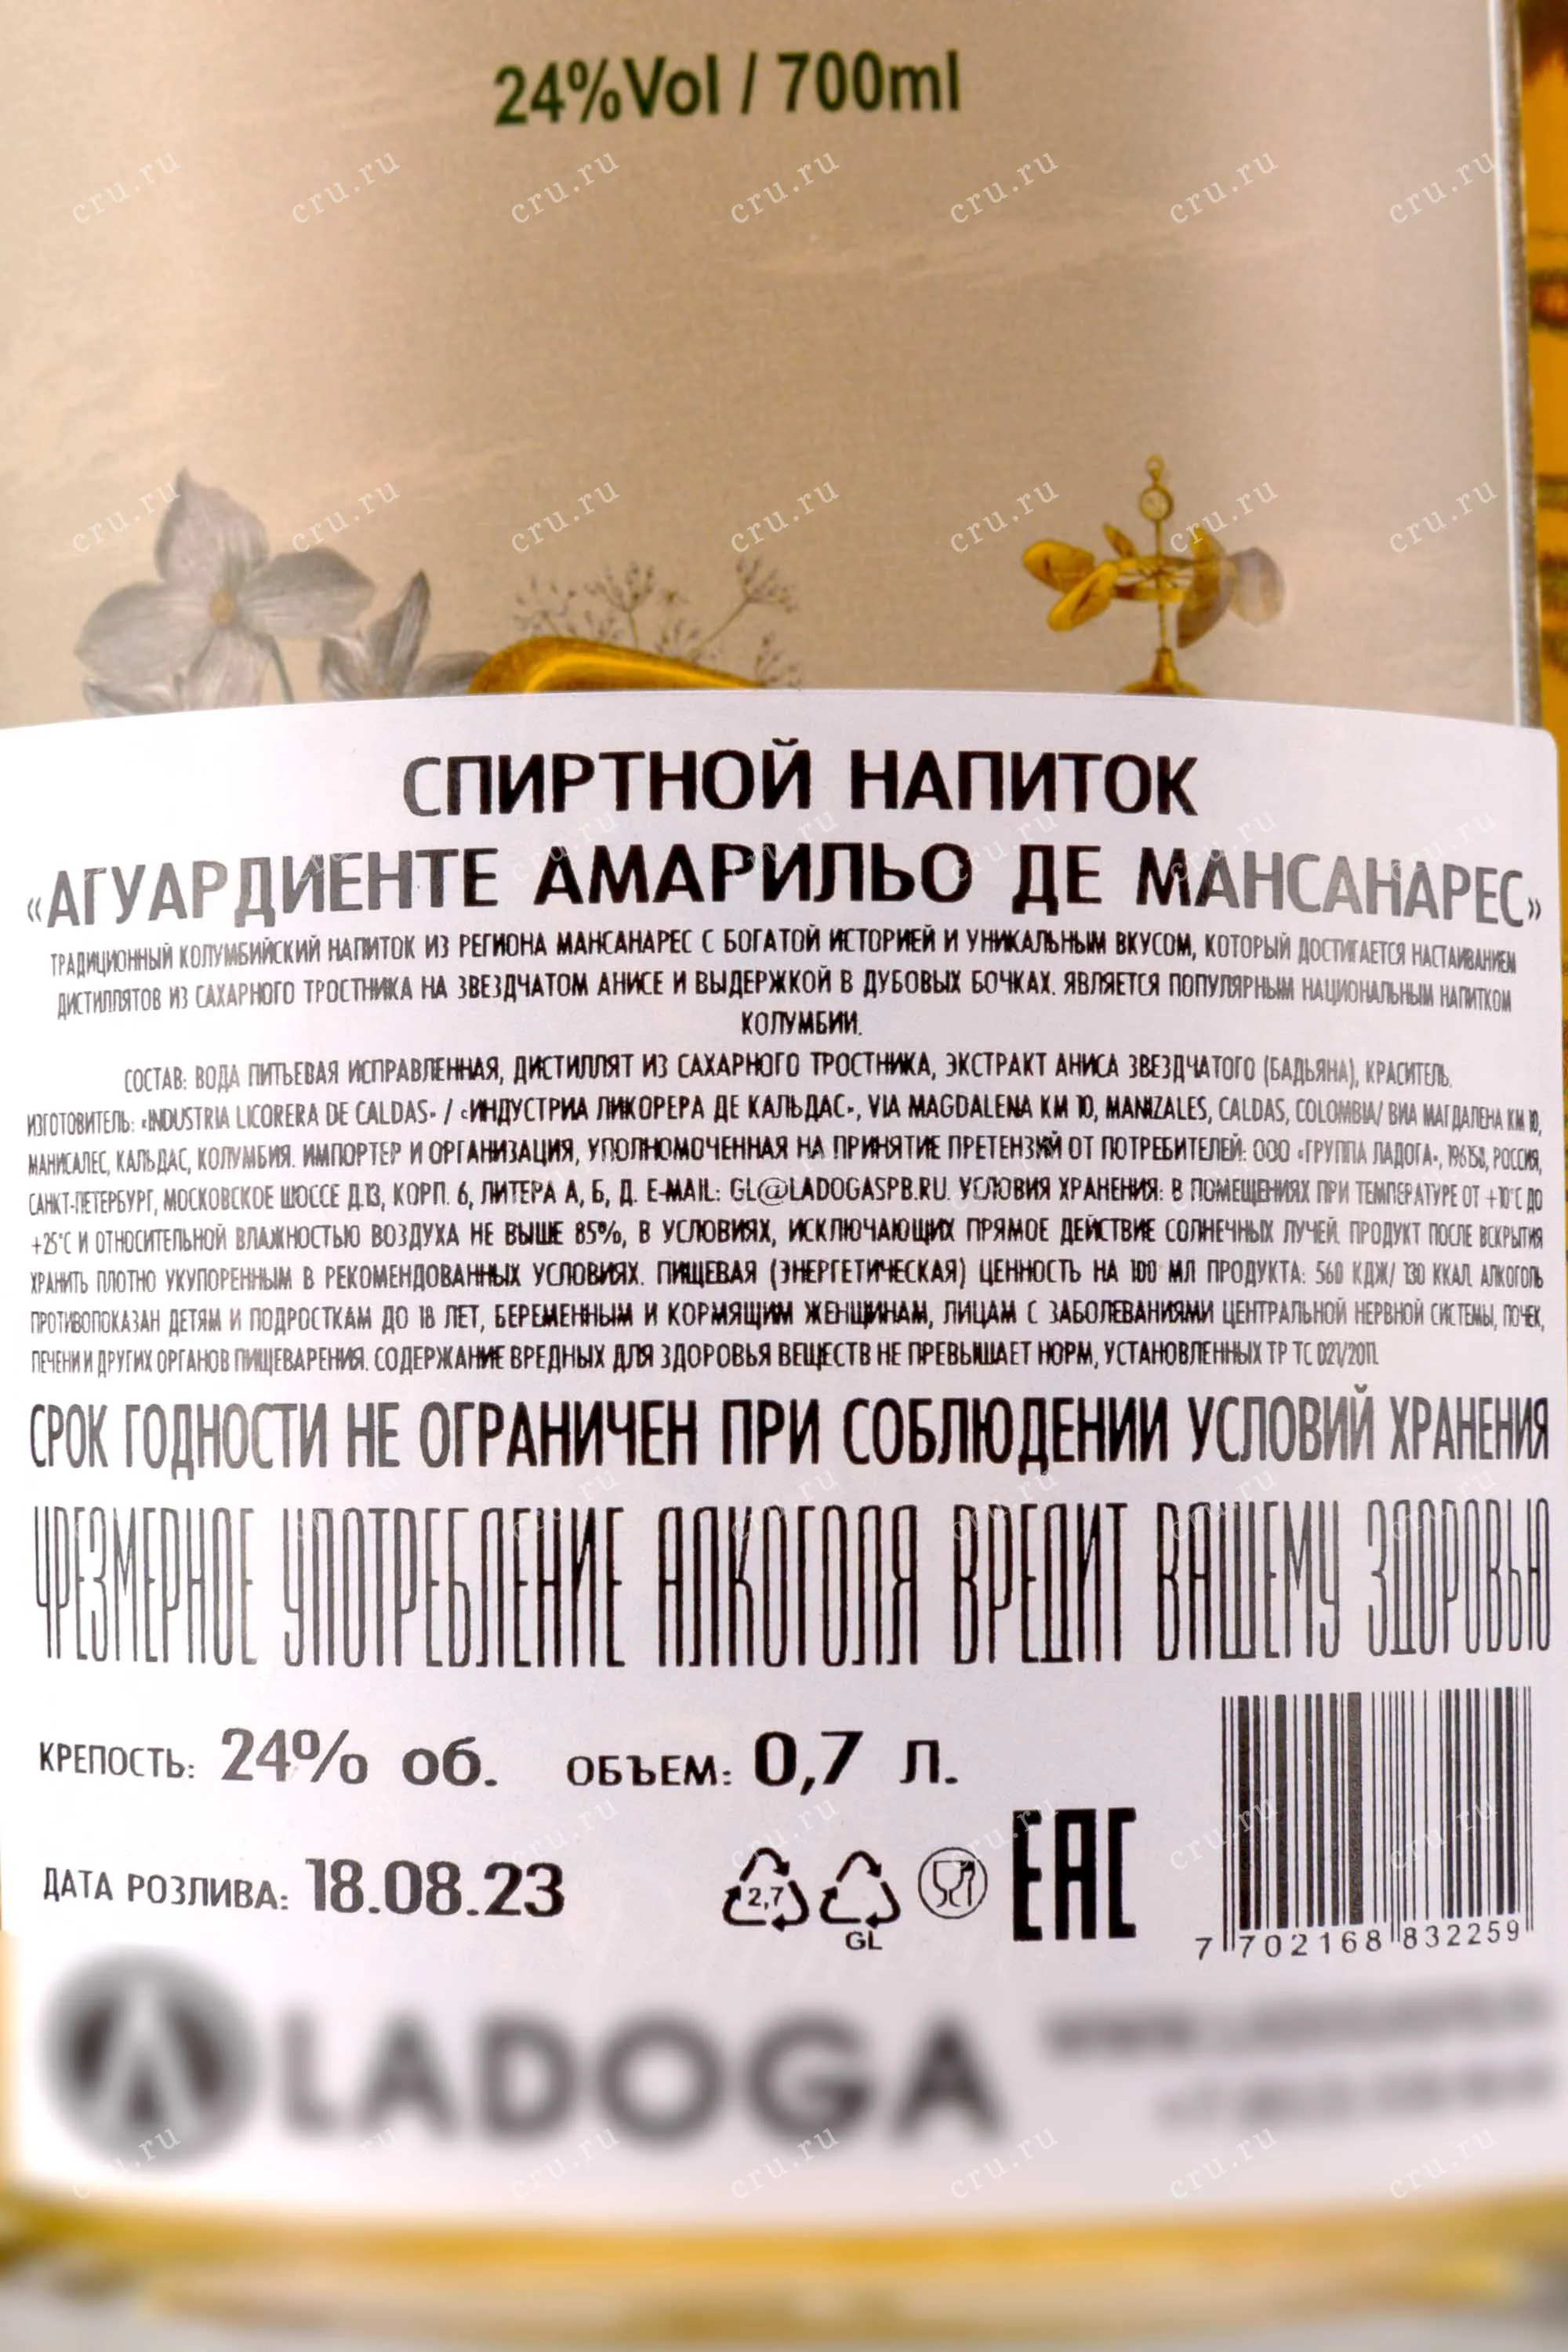 24%Vol / 700ml
СПИРТНОЙ НАПИТОК
«АГУАРДИЕНТЕ АМАРИЛЬО ДЕ МАНСАНАРЕС»
ТРАДИЦИОННЫЙ КОЛУМБИЙСКИЙ НАПИТОК ИЗ РЕГИОНА МАНСАНАРЕС С БОГАТОЙ ИСТОРИЕЙ И УНИКАЛЬНЫМ ВКУСОМ, КОТОРЫЙ ДОСТИГАЕТСЯ НАСТАИВАНИЕМ
ДИСТИЛЛЯТОВ ИЗ САХАРНОГО ТРОСТНИКА НА ЗВЕЗДЧАТОМ АНИСЕ И ВЫДЕРЖКОЙ В ДУБОВЫХ БОЧКАХ. ЯВЛЯЕТСЯ ПОПУЛЯРНЫМ НАЦИОНАЛЬНЫМ НАПИТКОМ
КОЛУМБИИ.
СОСТАВ: ВОДА ПИТЬЕВАЯ ИСПРАВЛЕННАЯ, ДИСТИЛЛЯТ ИЗ САХАРНОГО ТРОСТНИКА, ЭКСТРАКТ АНИСА ЗВЕЗДЧАТОГО (БАДЬЯНА), КРАСИТЕЛЬ.
ИЗГОТОВИТЕЛЬ: «INDUSTRIA LICORERA DE CALDAS» / «ИНДУСТРИА ЛИКОРЕРА ДЕ КАЛЬДАС», VIA MAGDALENA KM 10, MANIZALES, CALDAS, COLOMBIA/ ВИА МАГДАЛЕНА КМ 10,
МАНИСАЛЕС, КАЛЬДАС, КОЛУМБИЯ. ИМПОРТЕР И ОРГАНИЗАЦИЯ, УПОЛНОМОЧЕННАЯ НА ПРИНЯТИЕ ПРЕТЕНЗИЙ ОТ ПОТРЕБИТЕЛЕЙ: ООО «ГРУППА ЛАДОГА», 196158, РОССИЯ,
САНКТ-ПЕТЕРБУРГ, МОСКОВСКОЕ ШОССЕ Д.13, КОРП. 6, ЛИТЕРА А, Б, Д. E-MAIL: GL@LADOGASPB.RU. УСЛОВИЯ ХРАНЕНИЯ: В ПОМЕЩЕНИЯХ ПРИ ТЕМПЕРАТУРЕ ОТ +10°С ДО
+25°С И ОТНОСИТЕЛЬНОЙ ВЛАЖНОСТЬЮ ВОЗДУХА НЕ ВЫШЕ 85%, В УСЛОВИЯХ, ИСКЛЮЧАЮЩИХ ПРЯМОЕ ДЕЙСТВИЕ СОЛНЕЧНЫХ ЛУЧЕЙ. ПРОДУКТ ПОСЛЕ ВСКРЫТИЯ
ХРАНИТЬ ПЛОТНО УКУПОРЕННЫМ В РЕКОМЕНДОВАННЫХ УСЛОВИЯХ. ПИЩЕВАЯ (ЭНЕРГЕТИЧЕСКАЯ) ЦЕННОСТЬ НА 100 МЛ ПРОДУКТА: 560 КДЖ/ 130 ККАЛ. АЛКОГОЛЬ
ПРОТИВОПОКАЗАН ДЕТЯМ И ПОДРОСТКАМ ДО 18 ЛЕТ, БЕРЕМЕННЫМ И КОРМЯЩИМ ЖЕНЩИНАМ, ЛИЦАМ С ЗАБОЛЕВАНИЯМИ ЦЕНТРАЛЬНОЙ НЕРВНОЙ СИСТЕМЫ, ПОЧЕК,
ПЕЧЕНИ И ДРУГИХ ОРГАНОВ ПИЩЕВАРЕНИЯ. СОДЕРЖАНИЕ ВРЕДНЫХ ДЛЯ ЗДОРОВЬЯ ВЕЩЕСТВ НЕ ПРЕВЫШАЕТ НОРМ, УСТАНОВЛЕННЫХ ТР ТС 021/2011.
СРОК ГОДНОСТИ НЕ ОГРАНИЧЕН ПРИ СОБЛЮДЕНИИ УСЛОВИЙ ХРАНЕНИЯ
ЧРЕЗМЕРНОЕ УПОТРЕБЛЕНИЕ АЛКОГОЛЯ ВРЕДИТ ВАШЕМУ ЗДОРОВЬЮ
КРЕПОСТЬ: 24% об. ОБЪЕМ: 0,7 Л.
ДАТА РОЗЛИВА: 18.08.23
2,7
GL
EAC
7 702168 832259
LADOGA
cru.ru